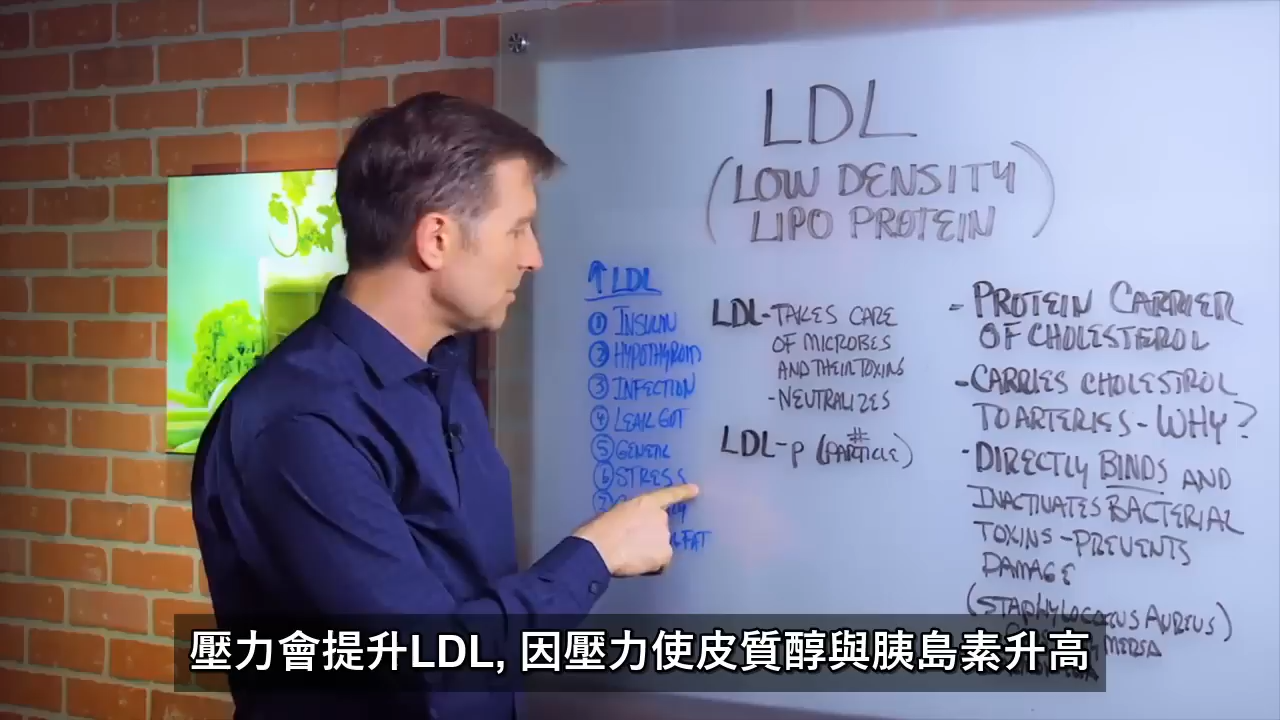 LDL
(LOW DENSITY
LIPO PROTEIN)
↑ LDL
① INSULIN
② HYPOTHYROID
③ INFECTION
④ LEAK GUT
⑤ GENETIC
⑥ STRESS
FAT
LDL-TAKES CARE
OF MICROBES
AND THEIR TOXINS
-NEUTRALIZES
LDL-p (PARTICLE)
#
- PROTEIN CARRIER
OF CHOLESTEROL
-CARRIES CHOLESTROL
TO ARTERIES-WHY?
-DIRECTLY BINDS AND
INACTIVATES BACTERIAL
TOXINS-PREVENTS
DAMAGE
(STAPHYLOCOCCUS AUREUS)
壓力會提升LDL, 因壓力使皮質醇與胰島素升高